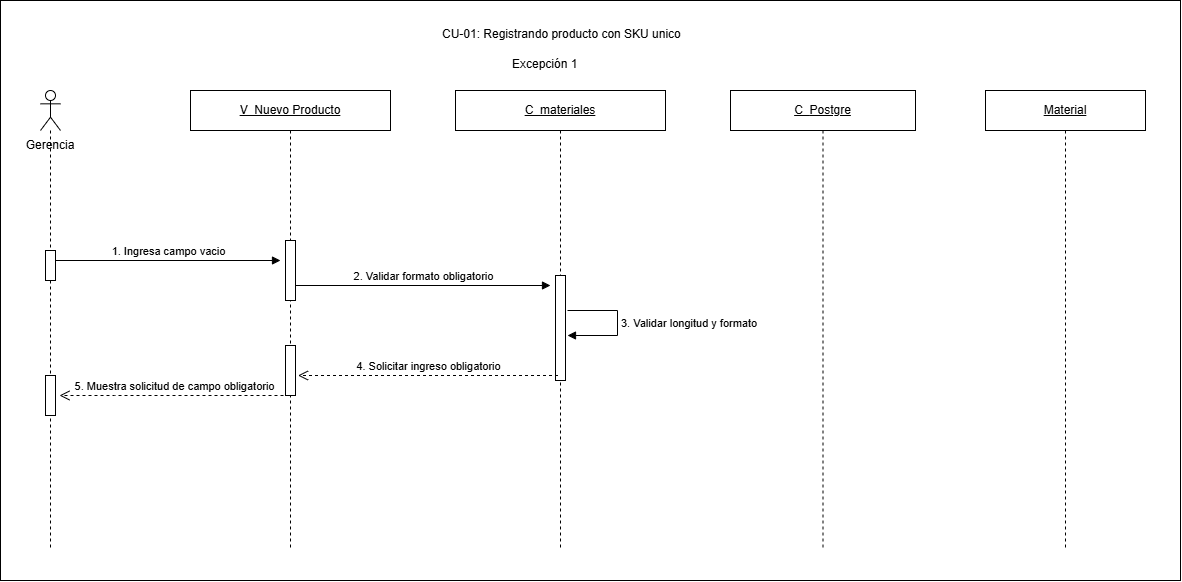 CU-01: Registrando producto con SKU unico
Excepción 1
Gerencia
V_Nuevo Producto
C_materiales
C_Postgre
Material
1. Ingresa campo vacio
2. Validar formato obligatorio
3. Validar longitud y formato
4. Solicitar ingreso obligatorio
5. Muestra solicitud de campo obligatorio